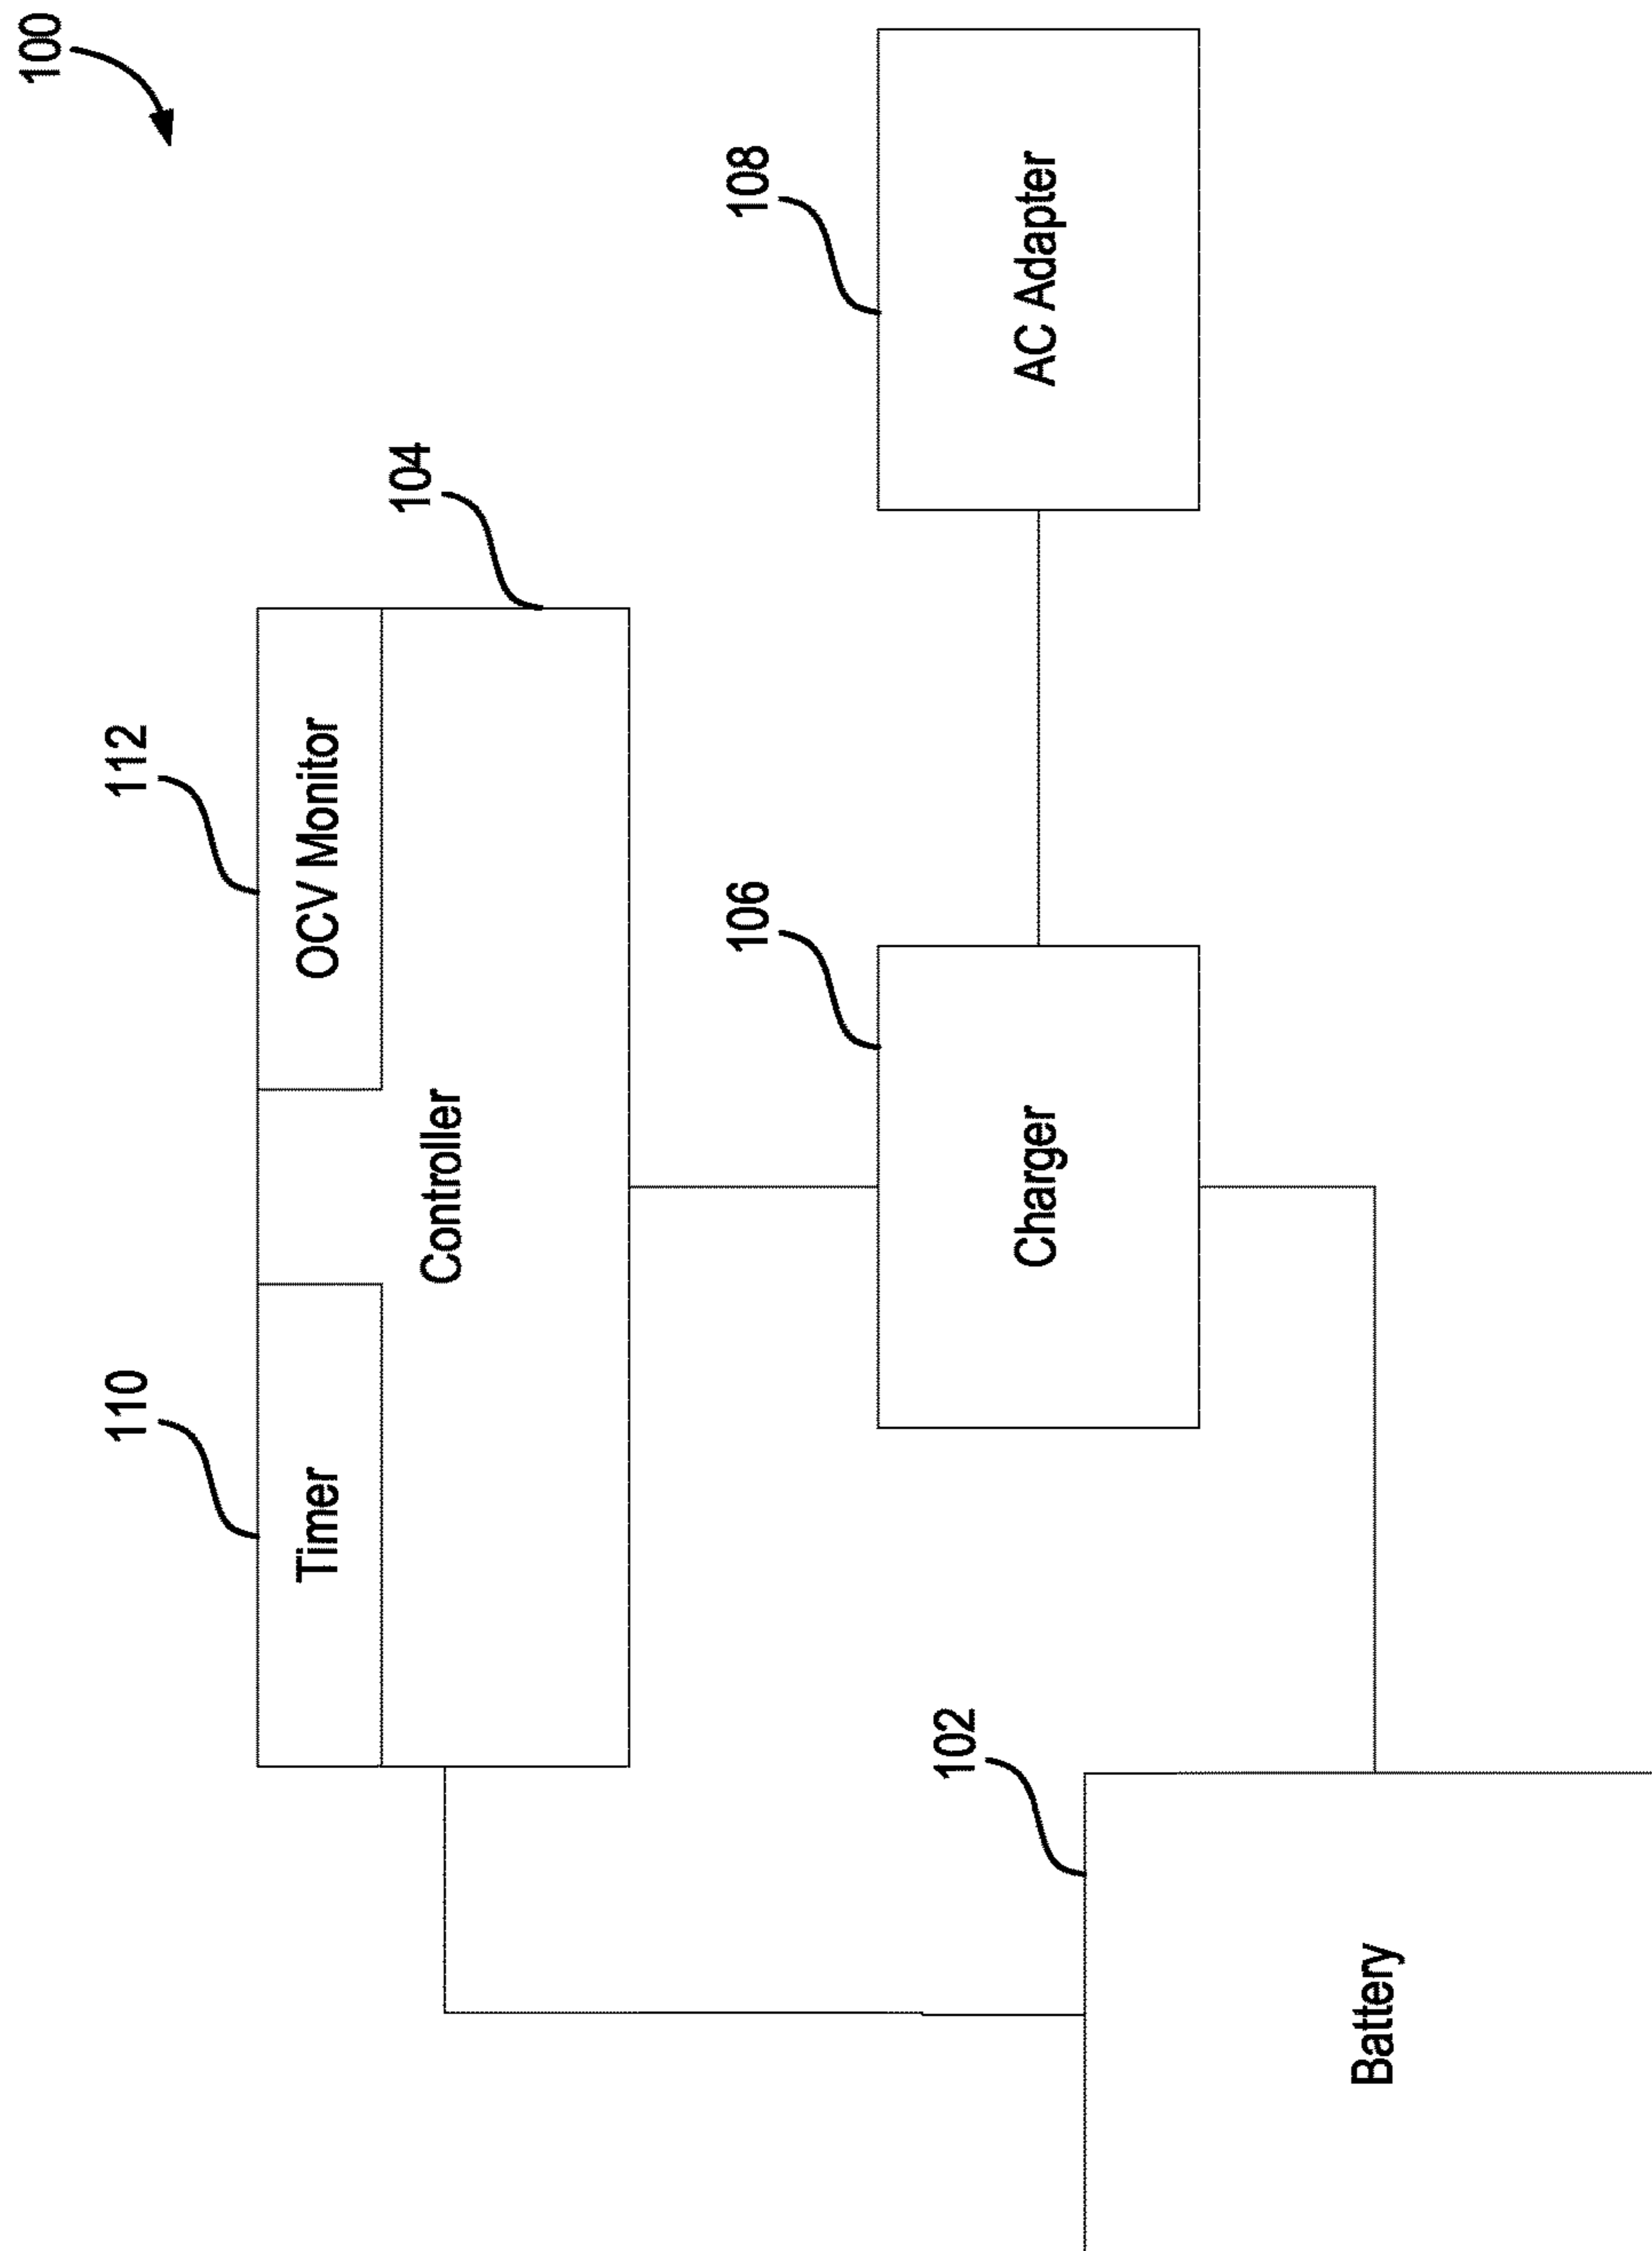 100
110
112
Timer
OCV Monitor
104
Controller
106
108
Charger
AC Adapter
102
Battery